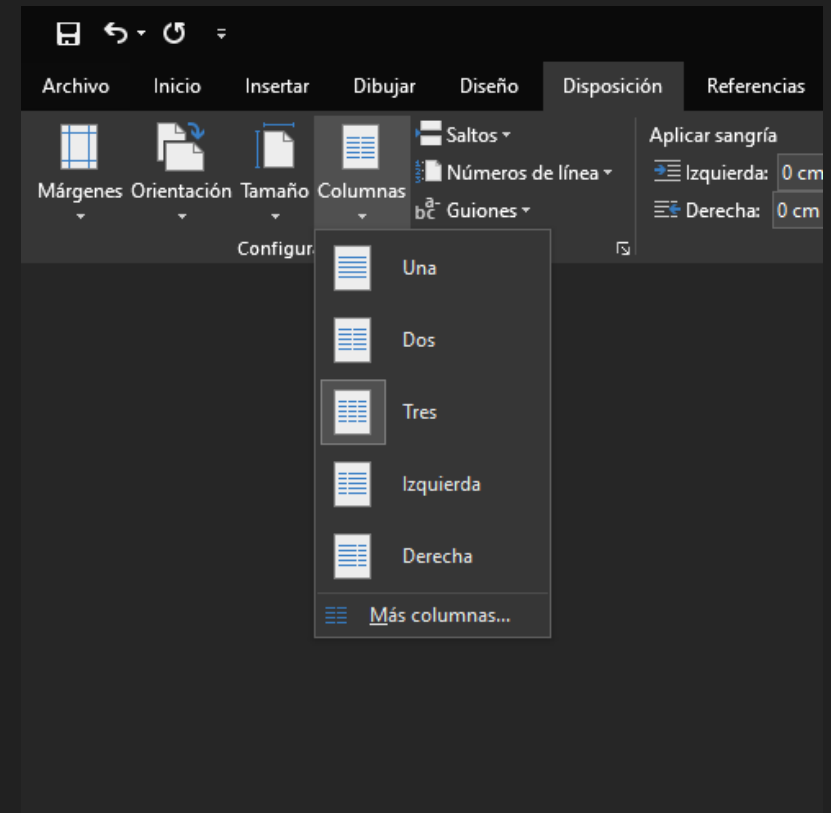 Archivo Inicio Insertar Dibujar Diseño Disposición Referencias
Márgenes Orientación Tamaño Columnas
Saltos
Números de línea
Guiones
Aplicar sangría
Izquierda: 0 cm
Derecha: 0 cm
Configur
Una
Dos
Tres
Izquierda
Derecha
Más columnas...